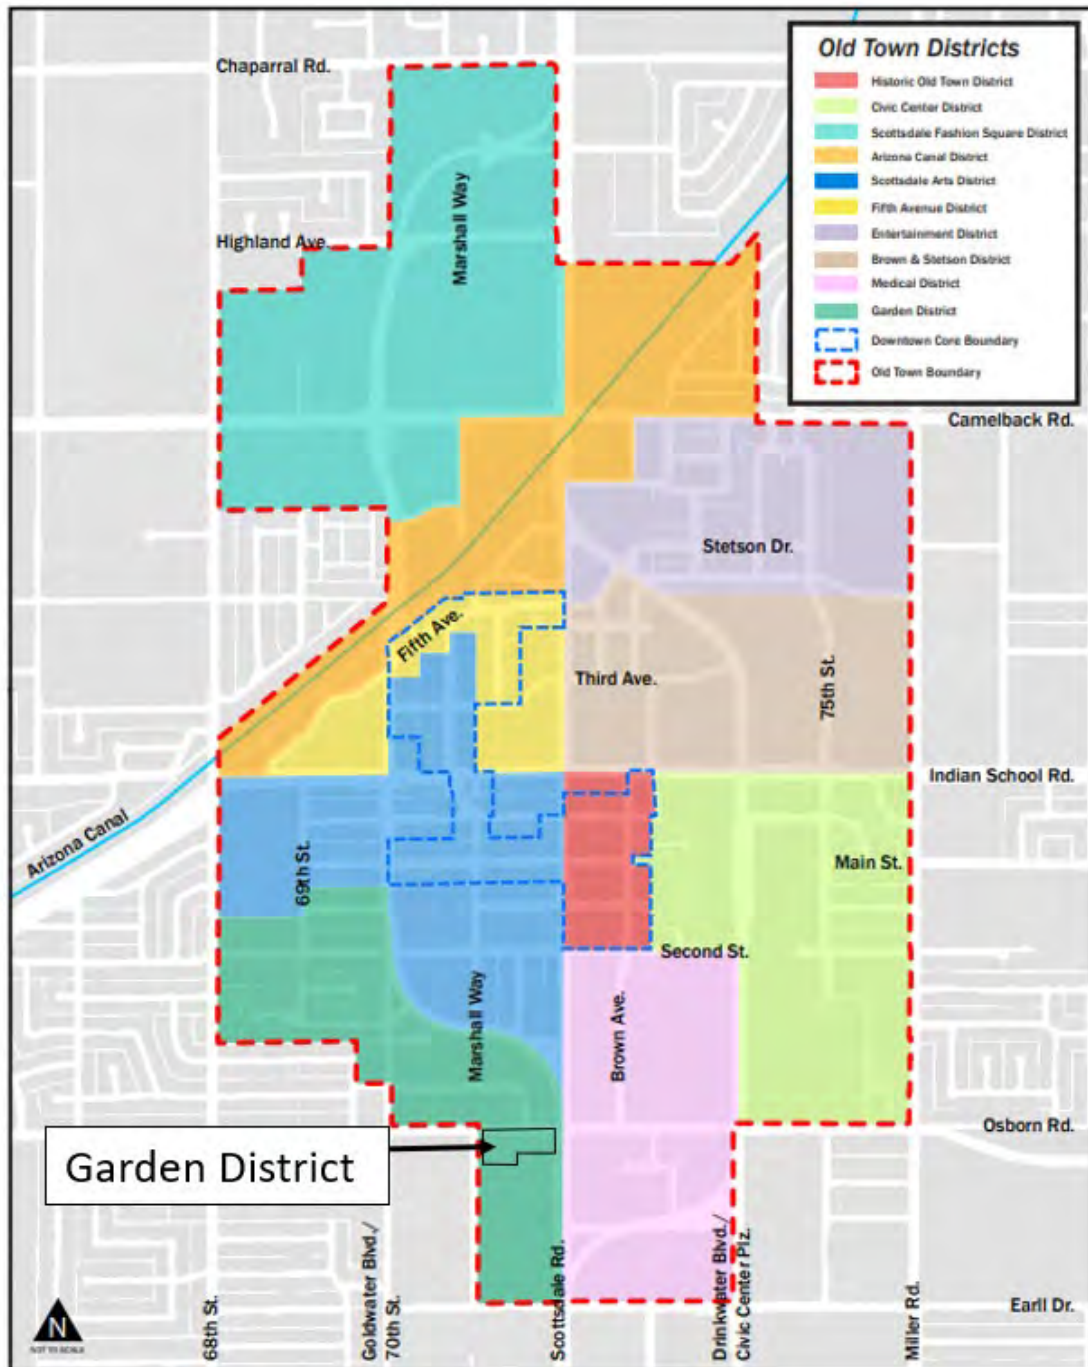 Old Town Districts
Historic Old Town District
Civic Center District
Scottsdale Fashion Square District
Arizona Canal District
Scottsdale Arts District
Fifth Avenue District
Entertainment District
Brown & Stetson District
Medical District
Garden District
Downtown Core Boundary
Old Town Boundary
Chaparral Rd.
Marshall Way
Highland Ave.
Camelback Rd.
Stetson Dr.
Fifth Ave.
Third Ave.
75th St.
Indian School Rd.
Arizona Canal
69th St.
Main St.
Second St.
Marshall Way
Brown Ave.
Osborn Rd.
Garden District
68th St.
Goldwater Blvd./
70th St.
Scottsdale Rd.
Drinkwater Blvd./
Civic Center Plz.
Miller Rd.
Earll Dr.
N
NOT TO SCALE